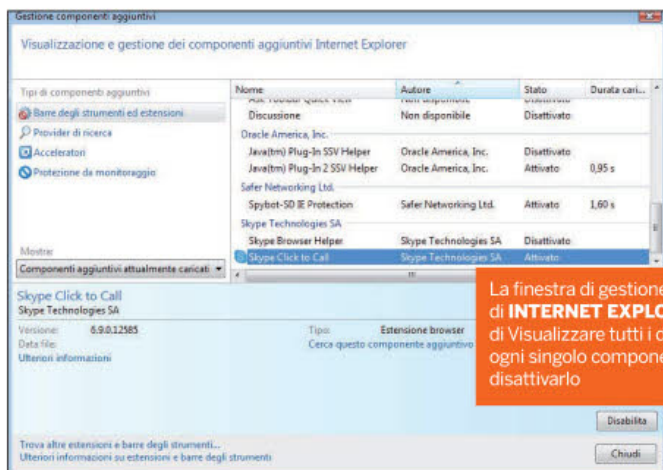 Gestione componenti aggiuntivi
Visualizzazione e gestione dei componenti aggiuntivi Internet Explorer
Tipi di componenti aggiuntivi
Barre degli strumenti ed estensioni
Provider di ricerca
Acceleratori
Protezione da monitoraggio
Mostra:
Componenti aggiuntivi attualmente caricati
Nome Autore Stato Durata cari...
Discussione Non disponibile Disattivato
Oracle America, Inc.
Java(tm) Plug-In SSV Helper Oracle America, Inc. Disattivato
Java(tm) Plug-In 2 SSV Helper Oracle America, Inc. Attivato 0,95 s
Safer Networking Ltd.
Spybot-SD IE Protection Safer Networking Ltd. Attivato 1,60 s
Skype Technologies SA
Skype Browser Helper Skype Technologies SA Disattivato
Skype Click to Call Skype Technologies SA Attivato
Skype Click to Call
Skype Technologies SA
Versione: 6.9.0.12585
Data file:
Ulteriori informazioni
Tipo: Estensione browser
Cerca questo componente aggiuntivo
La finestra di gestione
di INTERNET EXPLO
di Visualizzare tutti i d
ogni singolo compone
disattivarlo
Disabilita
Trova altre estensioni e barre degli strumenti...
Ulteriori informazioni su estensioni e barre degli strumenti
Chiudi